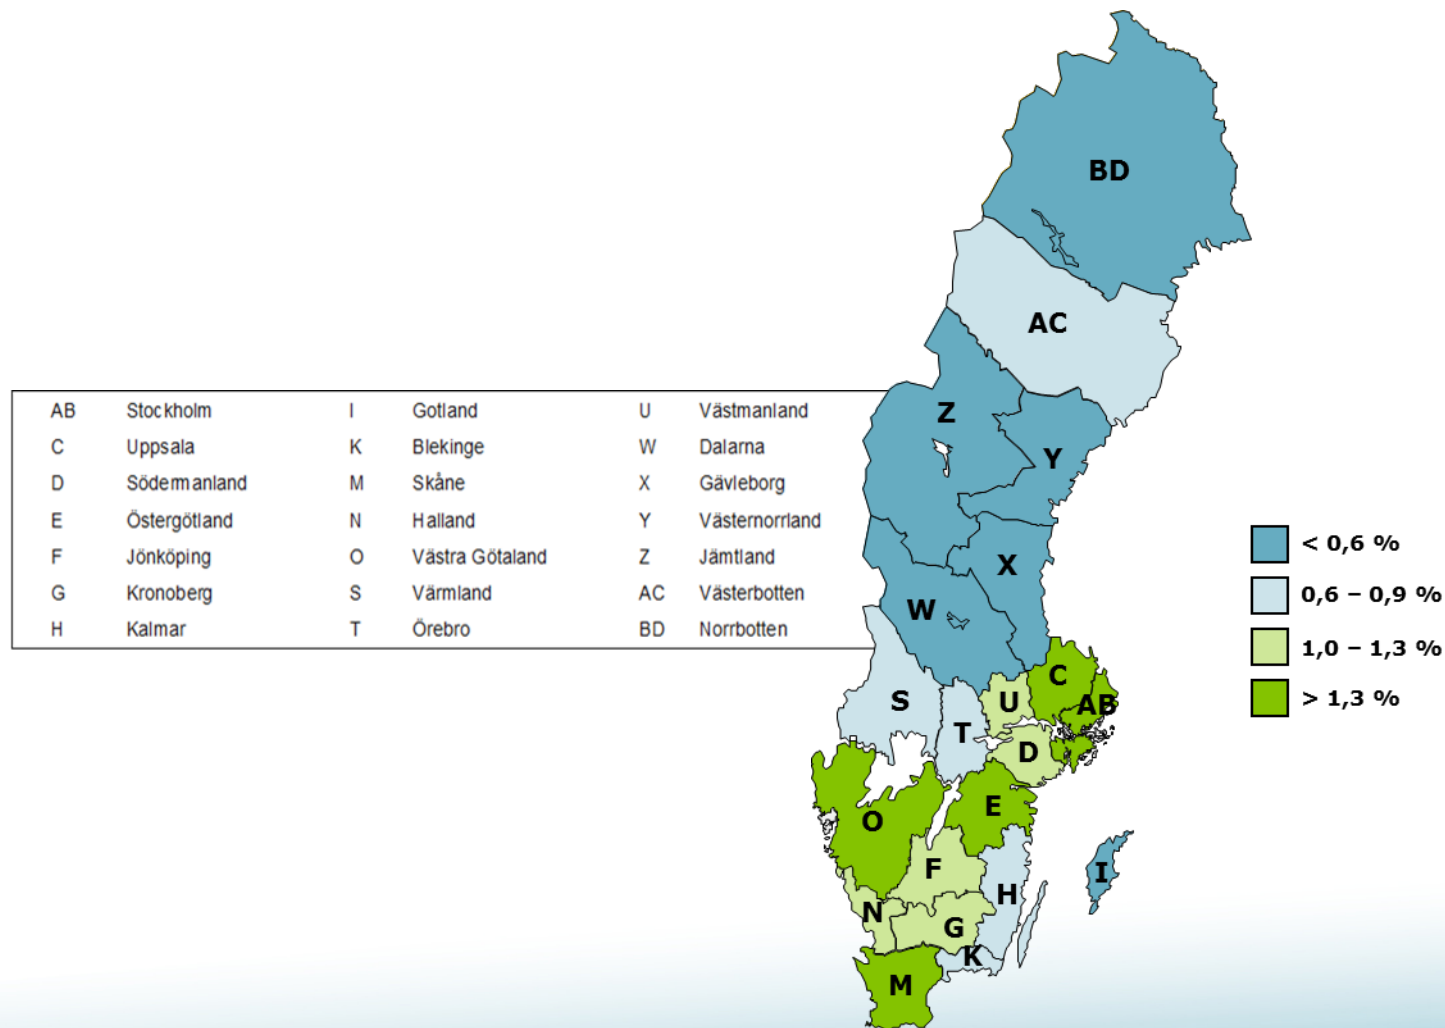 AB Stockholm I Gotland U Västmanland
C Uppsala K Blekinge W Dalarna
D Södermanland M Skåne X Gävleborg
E Östergötland N Halland Y Västernorrland
F Jönköping O Västra Götaland Z Jämtland
G Kronoberg S Värmland AC Västerbotten
H Kalmar T Örebro BD Norrbotten
BD
AC
Z
Y
X
W
C
S
U
AB
T
D
E
O
F
I
H
N
G
K
M
< 0,6 %
0,6 – 0,9 %
1,0 – 1,3 %
> 1,3 %